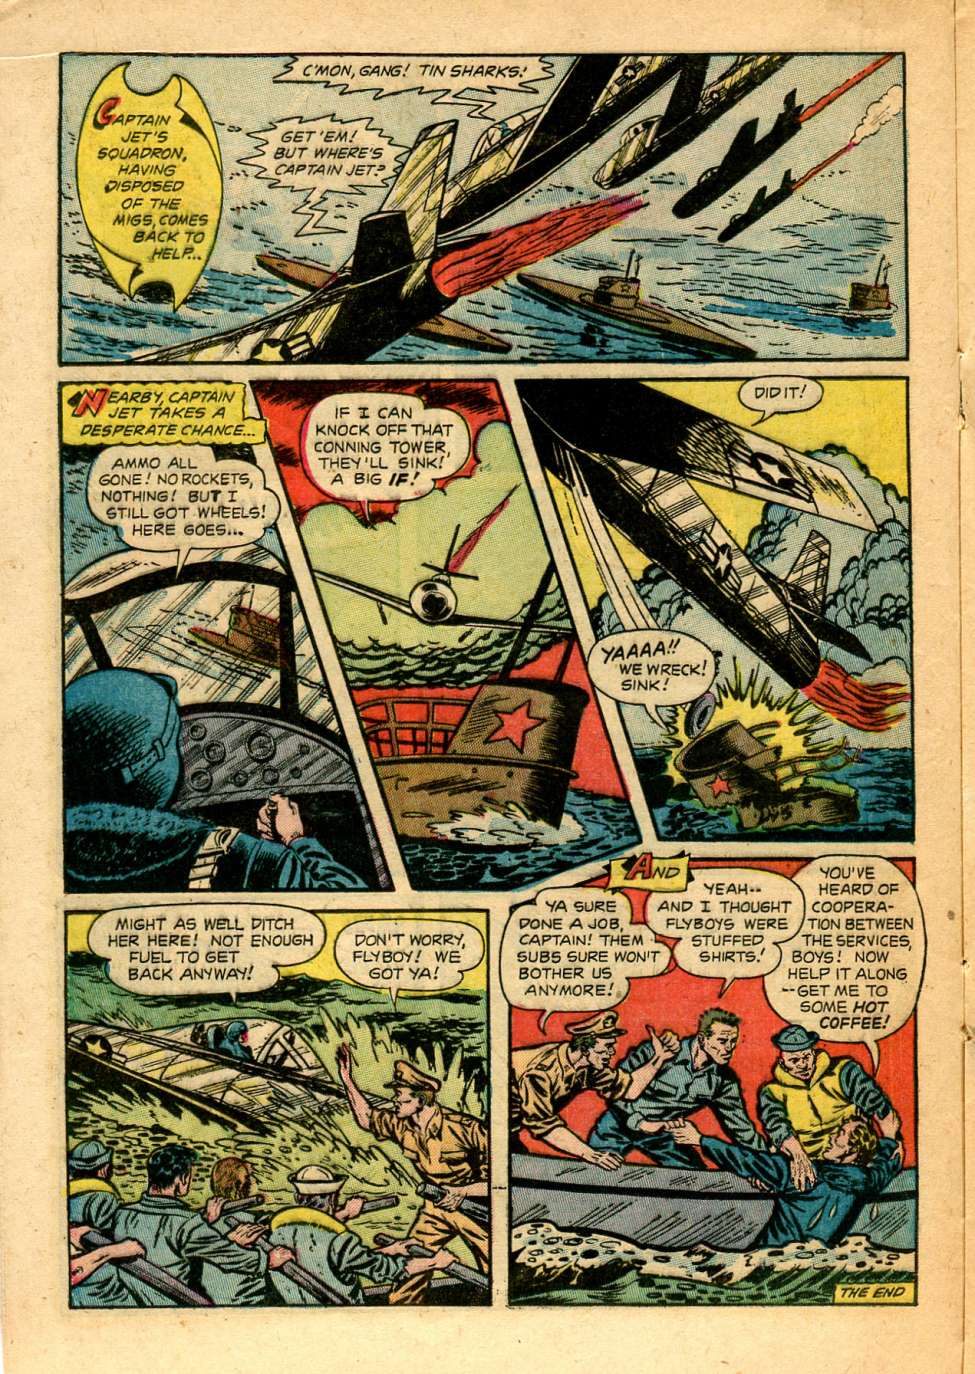 CAPTAIN
JET'S
SQUADRON,
HAVING
DISPOSED
OF THE
MIGS, COMES
BACK TO
HELP...
C'MON, GANG! TIN SHARKS!
GET 'EM!
BUT WHERE'S
CAPTAIN JET?
NEARBY, CAPTAIN
JET TAKES A
DESPERATE CHANCE...
AMMO ALL
GONE! NO ROCKETS,
NOTHING! BUT I
STILL GOT WHEELS!
HERE GOES...
IF I CAN
KNOCK OFF THAT
CONNING TOWER,
THEY'LL SINK!
A BIG IF!
DID IT!
YAAAA!!
WE WRECK!
SINK!
MIGHT AS WELL DITCH
HER HERE! NOT ENOUGH
FUEL TO GET
BACK ANYWAY!
DON'T WORRY,
FLYBOY! WE
GOT YA!
AND
YA SURE
DONE A JOB,
CAPTAIN! THEM
SUBS SURE WON'T
BOTHER US
ANYMORE!
YEAH--
AND I THOUGHT
FLYBOYS WERE
STUFFED
SHIRTS!
YOU'VE
HEARD OF
COOPERA-
TION BETWEEN
THE SERVICES,
BOYS! NOW
HELP IT ALONG
--GET ME TO
SOME HOT
COFFEE!
THE END